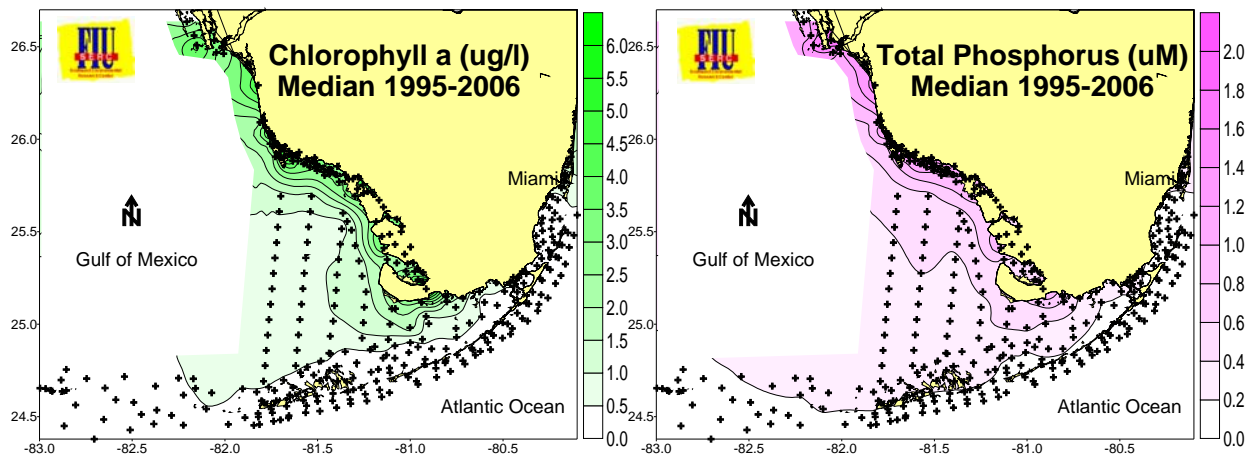 FIU
SERC
Chlorophyll a (ug/l)
Median 1995-2006
Miami
N
Gulf of Mexico
Atlantic Ocean
26.5
26.0
25.5
25.0
24.5
-83.0 -82.5 -82.0 -81.5 -81.0 -80.5
6.0
5.0
4.5
4.0
3.5
3.0
2.5
2.0
1.5
1.0
0.5
0.0
FIU
SERC
Total Phosphorus (uM)
Median 1995-2006
Miami
N
Gulf of Mexico
Atlantic Ocean
26.5
26.0
25.5
25.0
24.5
-83.0 -82.5 -82.0 -81.5 -81.0 -80.5
2.0
1.8
1.6
1.4
1.2
1.0
0.8
0.6
0.4
0.2
0.0